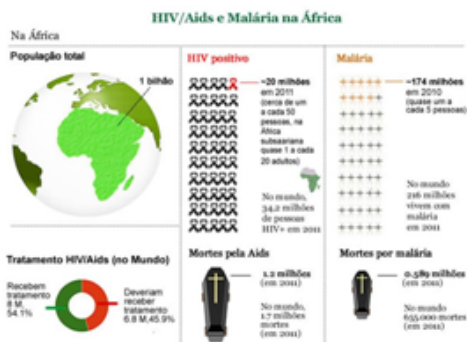 HIV/Aids e Malária na África
Na África
População total
1 bilhão
HIV positivo
~20 milhões
em 2011
(cerca de um
a cada 50
pessoas, na
África
subsaariana
quase 1 a cada
20 adultos)
No mundo,
34,2 milhões
de pessoas
HIV+ em 2011
Malária
~174 milhões
em 2010
(quase um a
cada 5 pessoas)
No mundo
216 milhões
vivem com
malária
em 2011
Tratamento HIV/Aids (no Mundo)
Recebem
tratamento
8 M,
54.1%
Deveriam
receber
tratamento
6.8 M,45.9%
Mortes pela Aids
1.2 milhões
(em 2011)
No mundo,
1.7 milhões
mortes
(em 2011)
Mortes por malária
0.589 milhões
(em 2011)
No mundo
655.000 mortes
(em 2011)